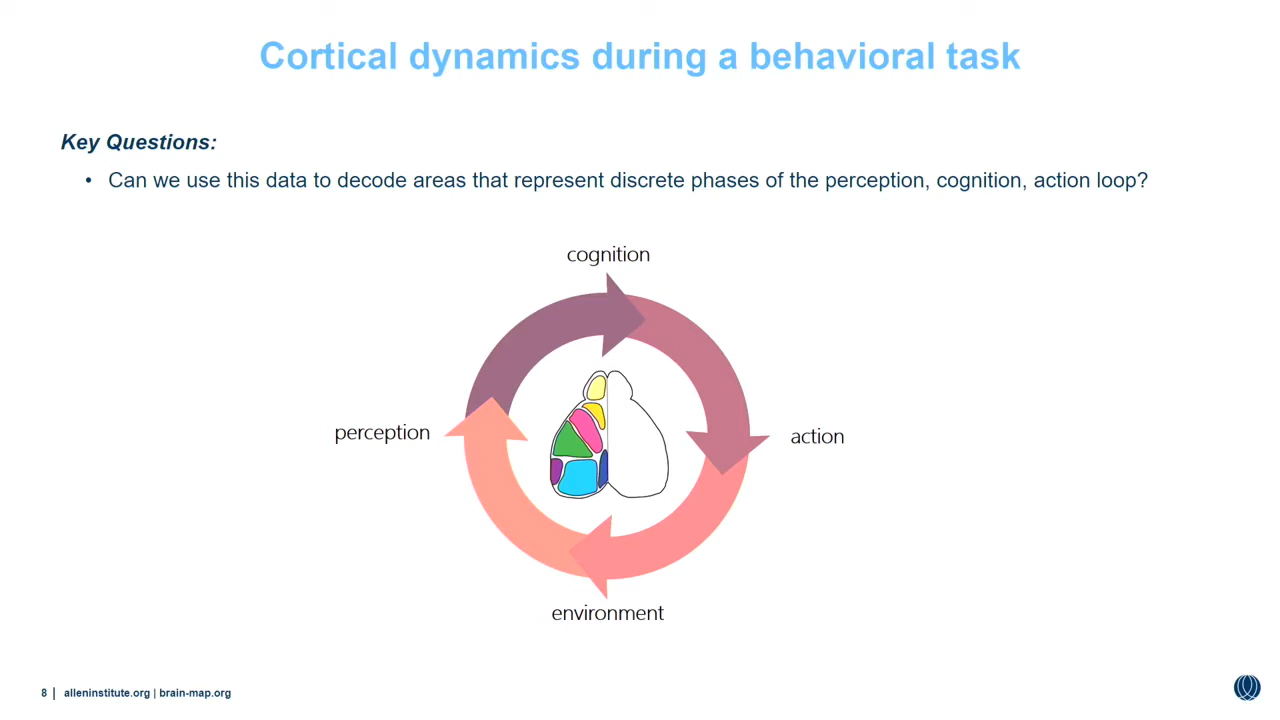 Cortical dynamics during a behavioral task
Key Questions:
• Can we use this data to decode areas that represent discrete phases of the perception, cognition, action loop?
cognition
perception
action
environment
8 | alleninstitute.org | brain-map.org